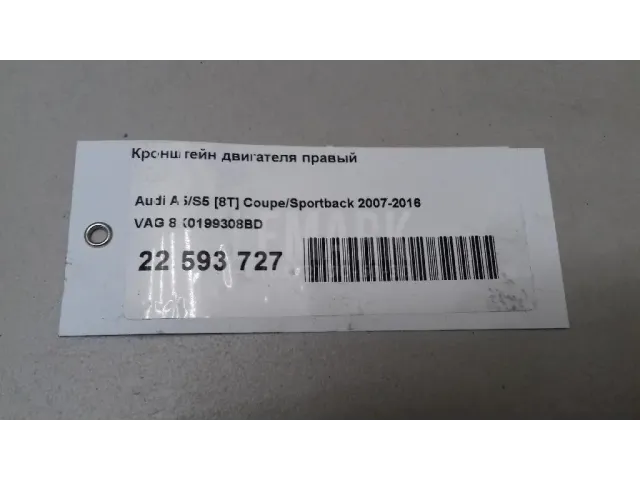 Кронштейн двигателя правый
Audi A5/S5 [8T] Coupe/Sportback 2007-2016
VAG 8K0199308BD
22 593 727